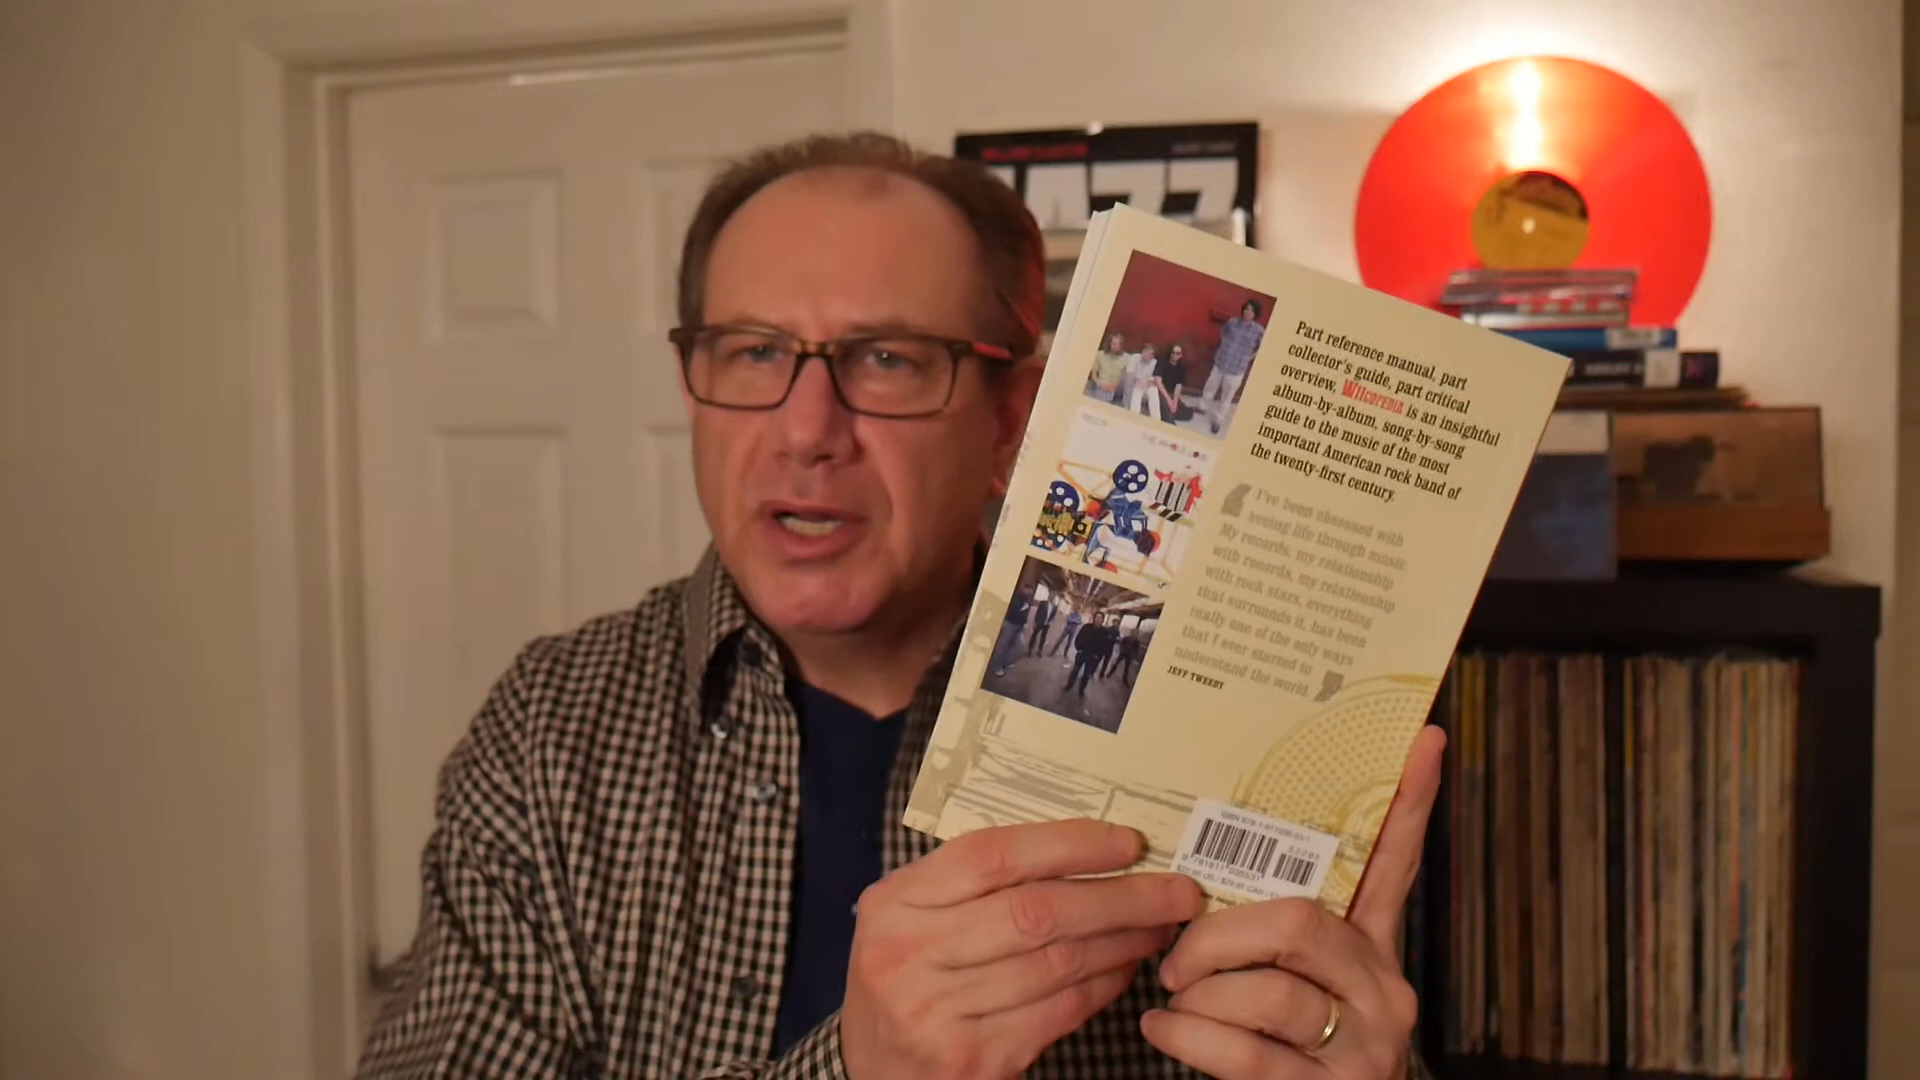 JAZZ
Part reference manual, part
collector's guide, part critical
overview, WILCOPEDIA is an insightful
album-by-album, song-by-song
guide to the music of the most
important American rock band of
the twenty-first century.
I've been obsessed with
seeing life through music.
My records, my relationship
with records, my relationship
with rock stars, everything
that surrounds it, has been
really one of the only ways
that I ever started to
understand the world.
JEFF TWEEDY
52295